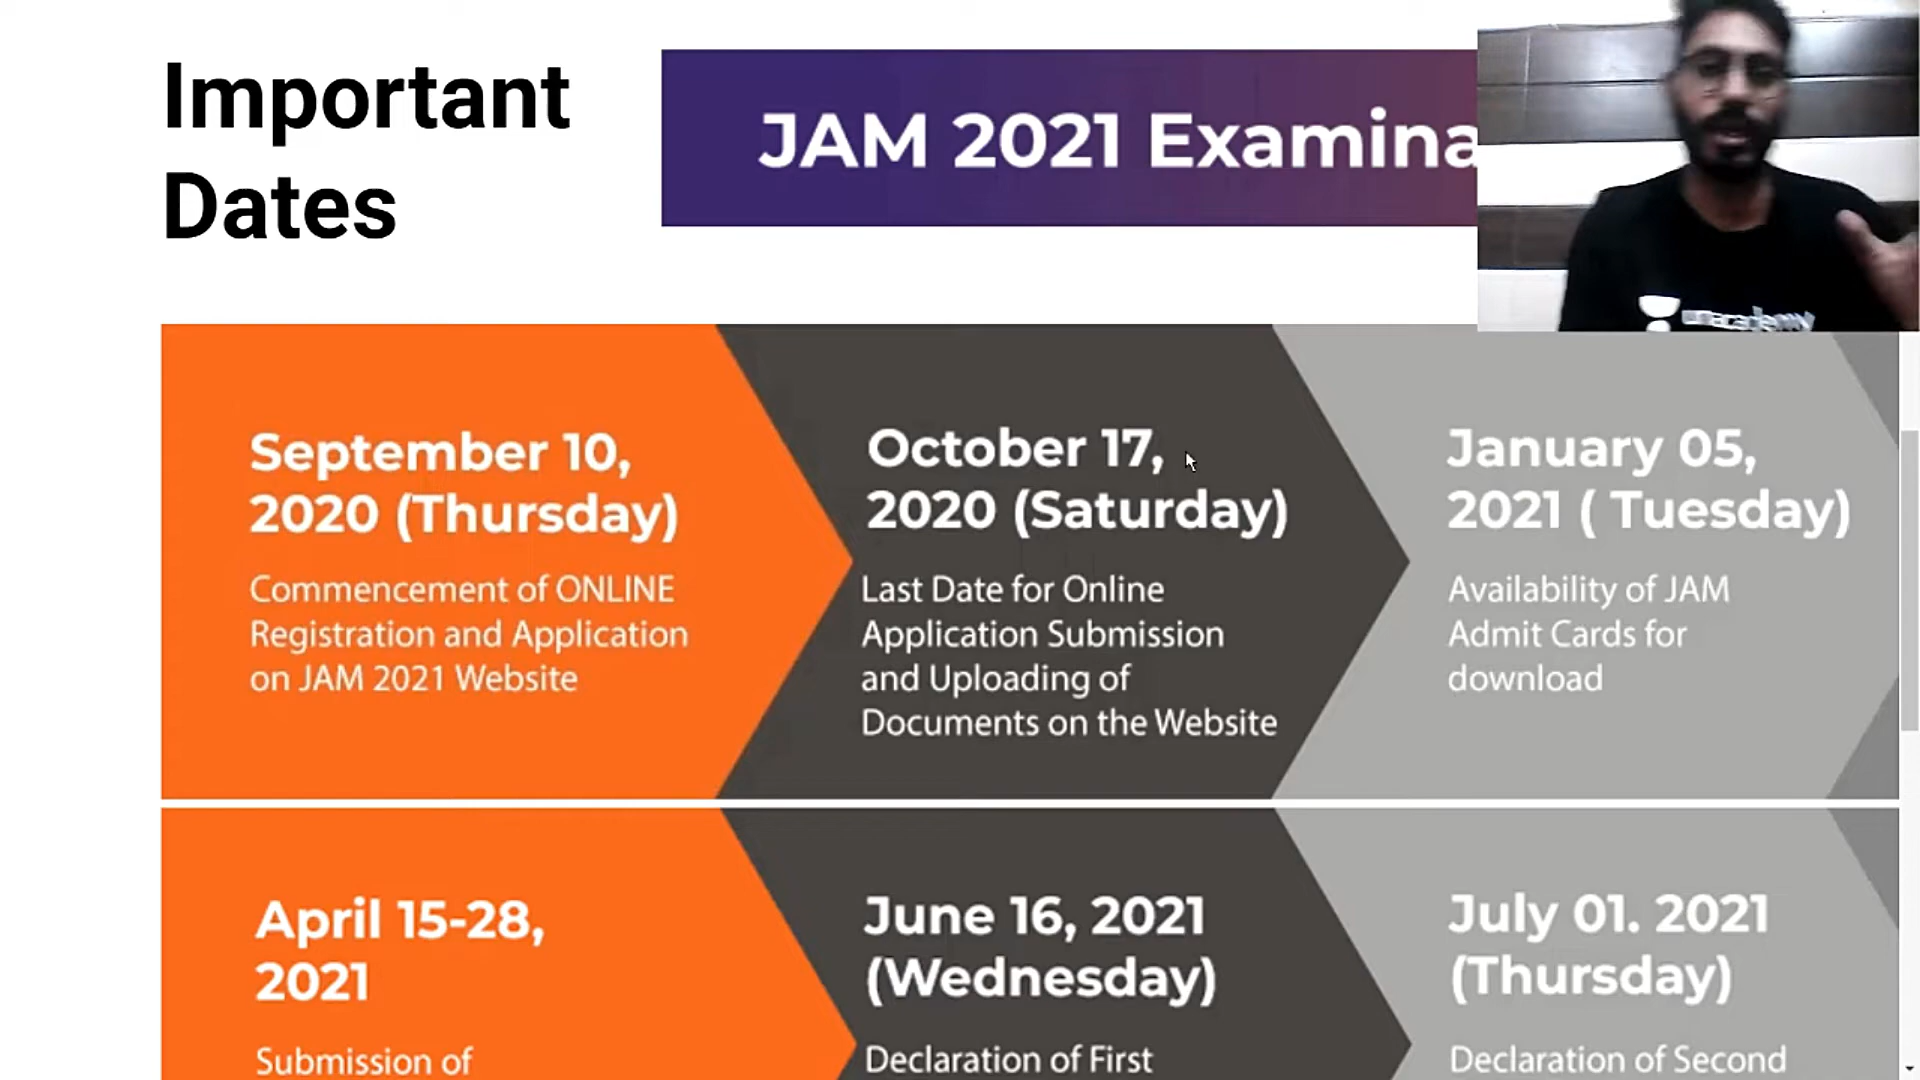 Important
Dates
JAM 2021 Examina
unacademy
September 10,
2020 (Thursday)
Commencement of ONLINE
Registration and Application
on JAM 2021 Website
October 17,
2020 (Saturday)
Last Date for Online
Application Submission
and Uploading of
Documents on the Website
January 05,
2021 ( Tuesday)
Availability of JAM
Admit Cards for
download
April 15-28,
2021
Submission of
June 16, 2021
(Wednesday)
Declaration of First
July 01. 2021
(Thursday)
Declaration of Second